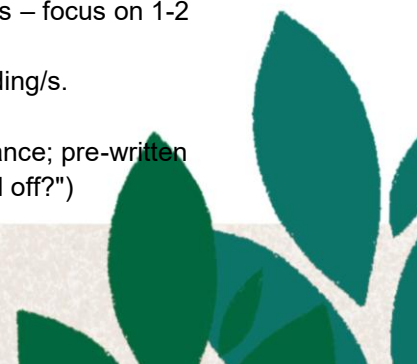 s – focus on 1-2
ling/s.
ance; pre-written
l off?")